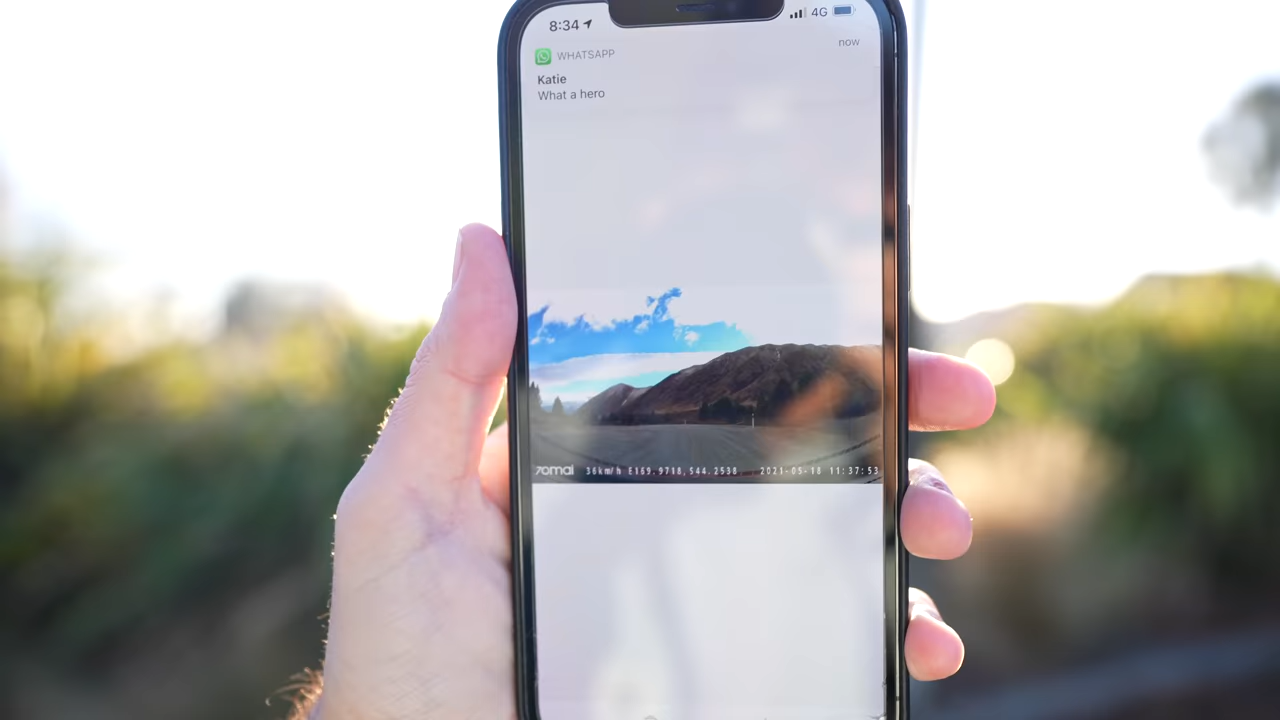 8:34
4G
WHATSAPP
now
Katie
What a hero
70mai 36km/h E169.9718,S44.2538 2021-05-18 11:37:53